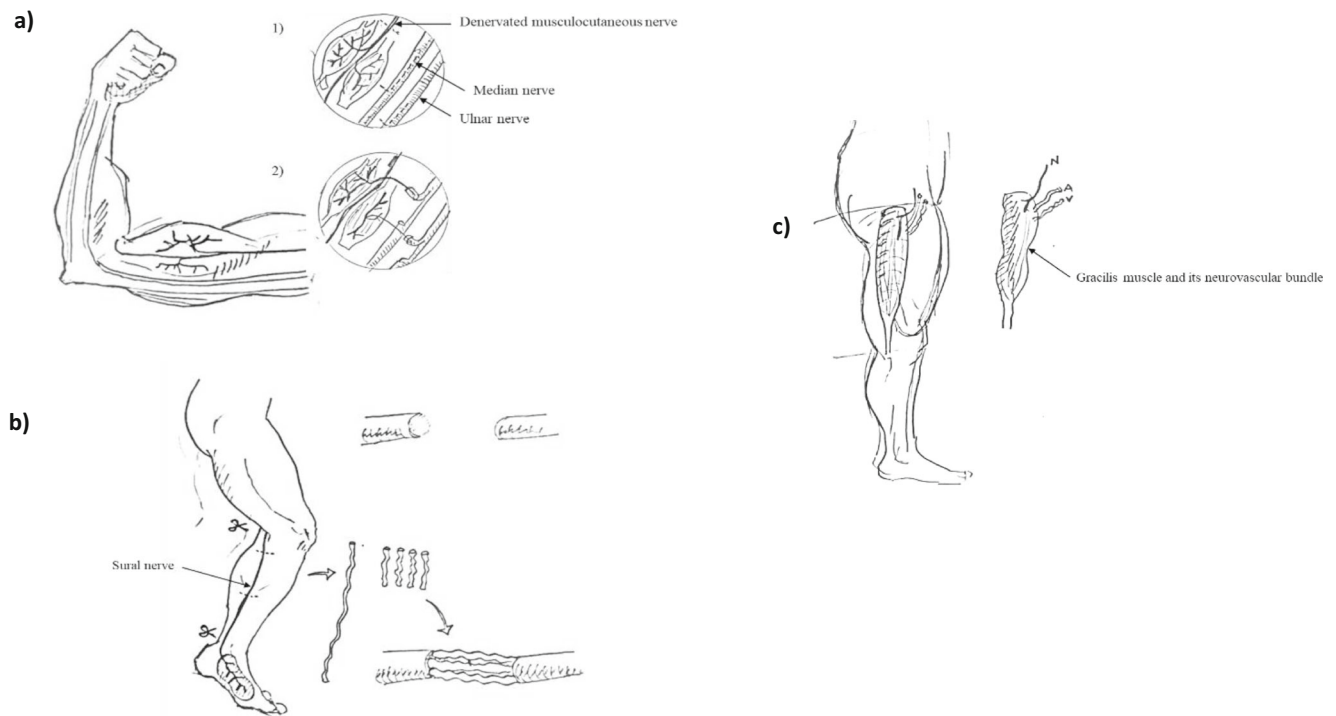 a)
1)
Denervated musculocutaneous nerve
Median nerve
Ulnar nerve
2)
b)
Sural nerve
c)
N
A
V
Gracilis muscle and its neurovascular bundle